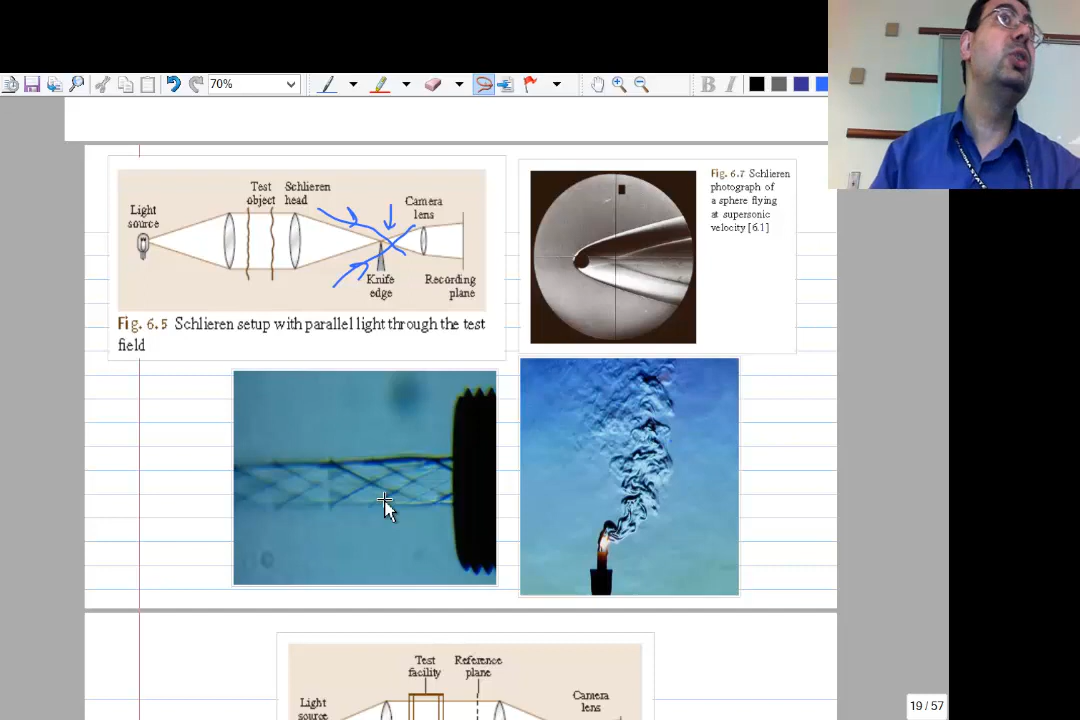 70%
B I
Test
object
Schlieren
head
Light
source
Camera
lens
Knife
edge
Recording
plane
Fig. 6.5 Schlieren setup with parallel light through the test
field
Fig. 6.7 Schlieren
photograph of
a sphere flying
at supersonic
velocity [6.1]
Test
facility
Reference
plane
Light
source
Camera
lens
19 / 57